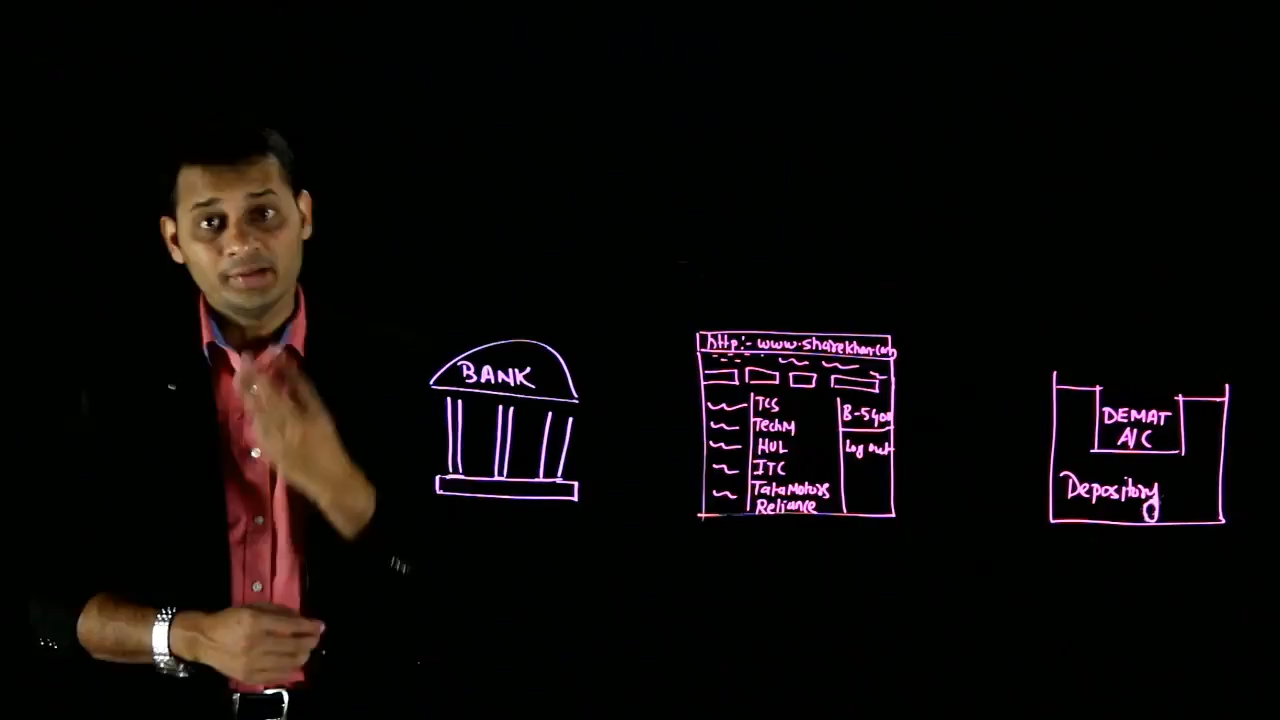 BANK
http:- www.sharekhan.com
TCS
TechM
HUL
ITC
TataMotors
Reliance
B-5400
Log out
DEMAT
A/C
Depository